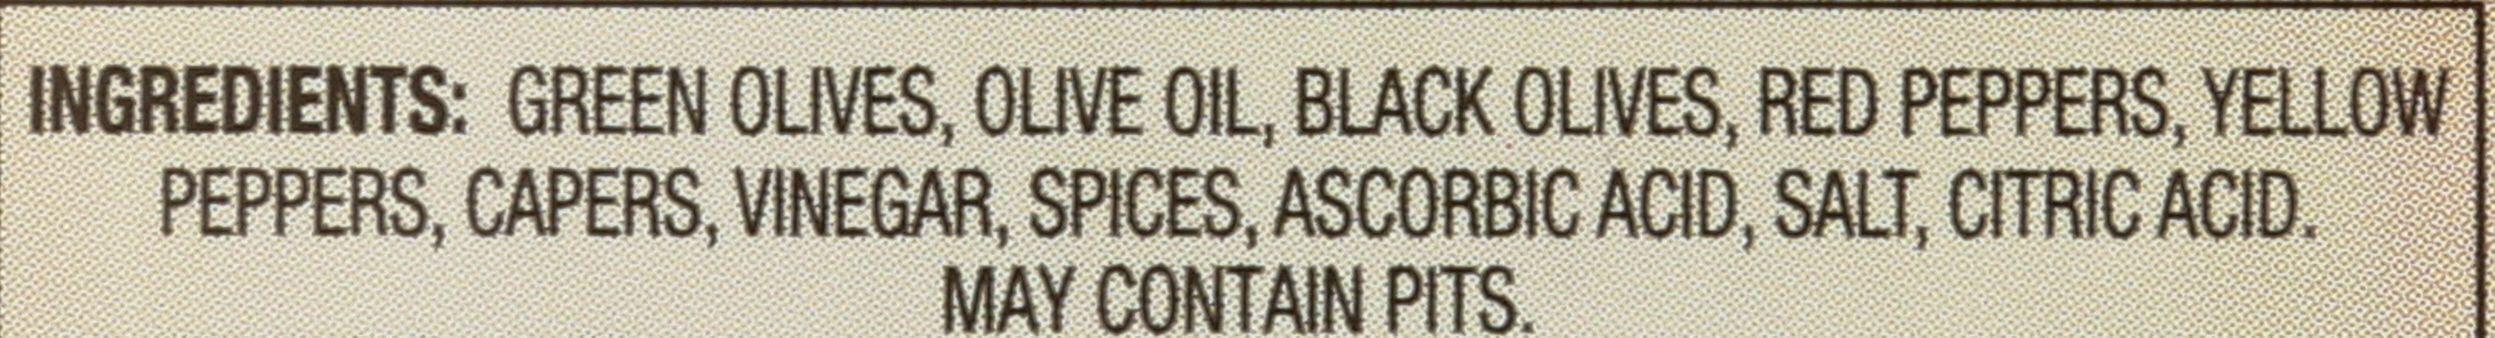 INGREDIENTS: GREEN OLIVES, OLIVE OIL, BLACK OLIVES, RED PEPPERS, YELLOW
PEPPERS, CAPERS, VINEGAR, SPICES, ASCORBIC ACID, SALT, CITRIC ACID.
MAY CONTAIN PITS.